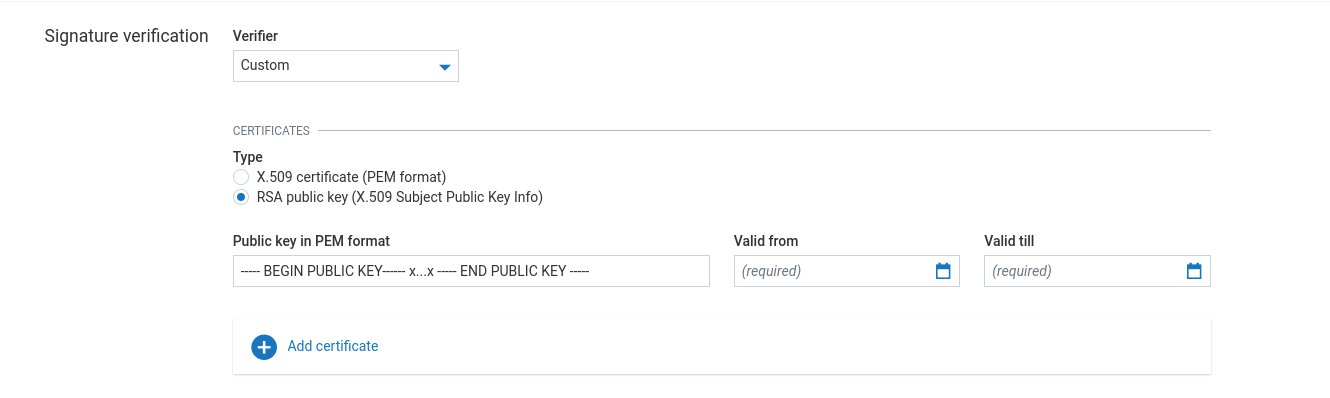 Signature verification
Verifier
Custom
CERTIFICATES
Type
X.509 certificate (PEM format)
RSA public key (X.509 Subject Public Key Info)
Public key in PEM format
Valid from
Valid till
----- BEGIN PUBLIC KEY------ x...x ----- END PUBLIC KEY -----
(required)
(required)
Add certificate